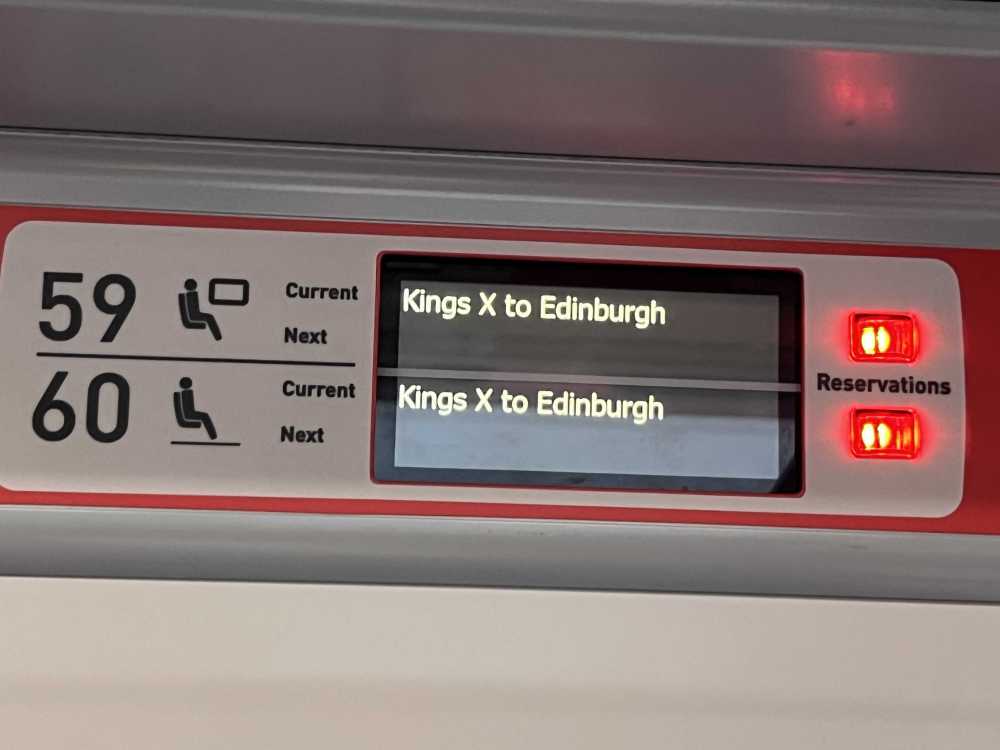 59 Current Kings X to Edinburgh
Next
Reservations
60 Current Kings X to Edinburgh
Next